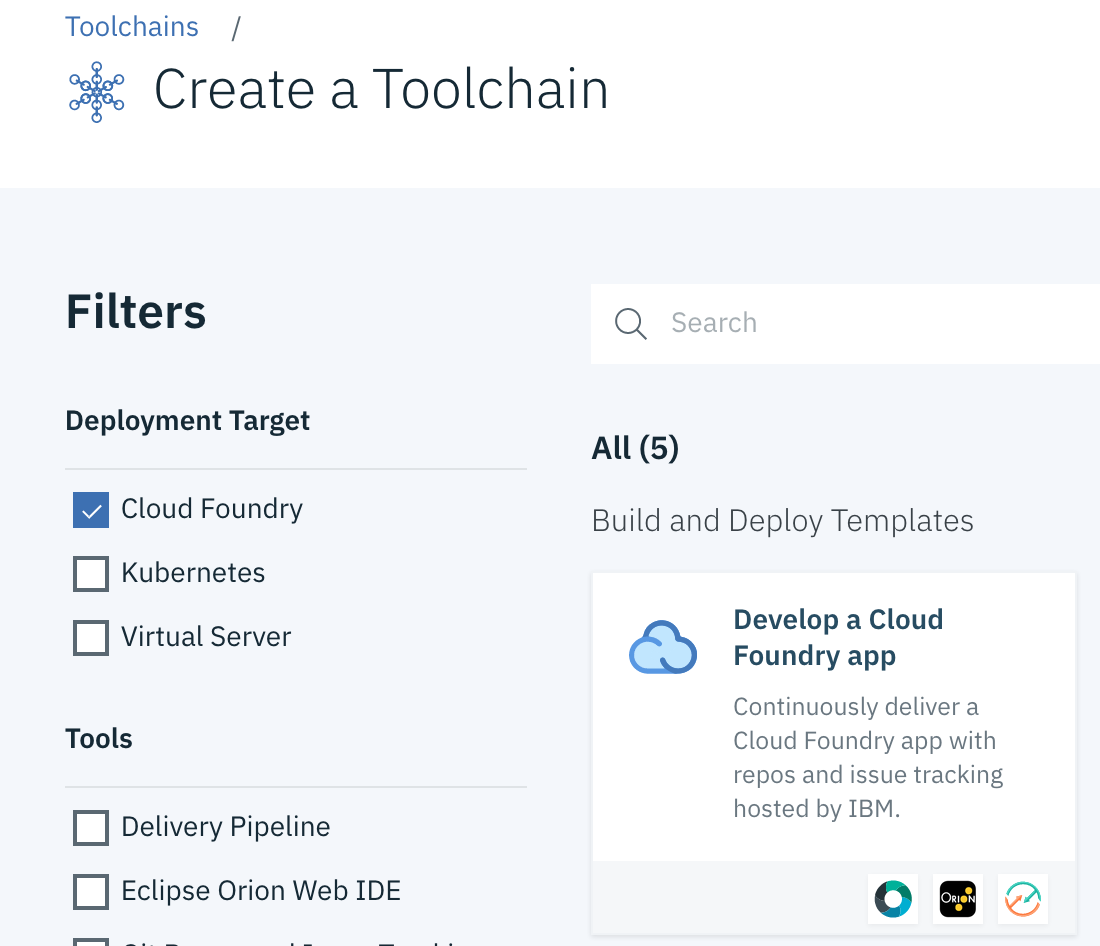 Toolchains /
Create a Toolchain
Filters
Deployment Target
Cloud Foundry
Kubernetes
Virtual Server
Tools
Delivery Pipeline
Eclipse Orion Web IDE
Search
All (5)
Build and Deploy Templates
Develop a Cloud
Foundry app
Continuously deliver a
Cloud Foundry app with
repos and issue tracking
hosted by IBM.
ORION